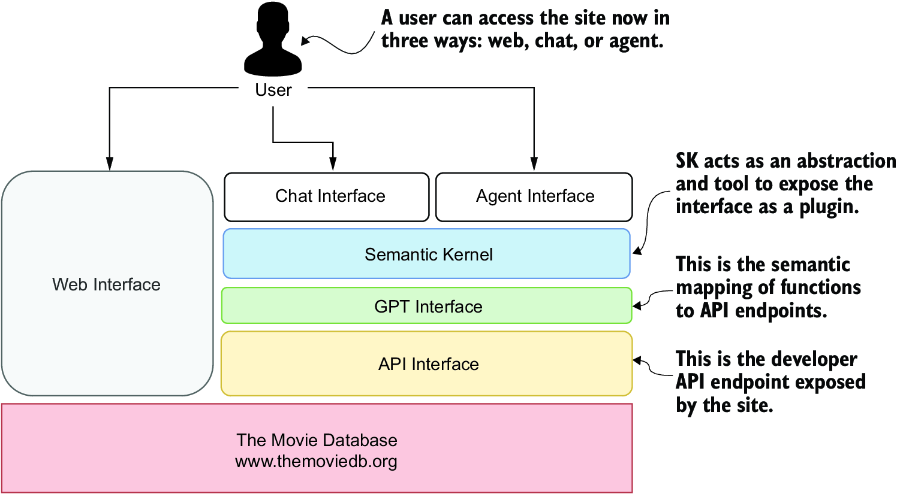 A user can access the site now in
three ways: web, chat, or agent.
User
Chat Interface
Agent Interface
SK acts as an abstraction
and tool to expose the
interface as a plugin.
Semantic Kernel
Web Interface
This is the semantic
mapping of functions
to API endpoints.
GPT Interface
API Interface
This is the developer
API endpoint exposed
by the site.
The Movie Database
www.themoviedb.org